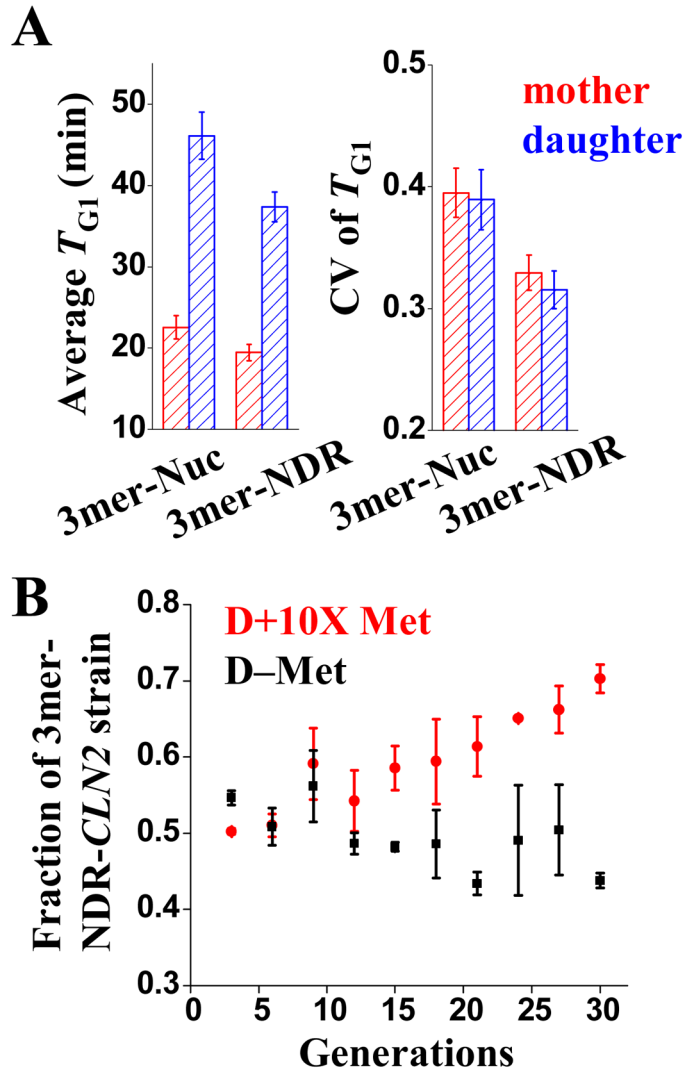 A
Average TG1 (min)
50
40
30
20
10
3mer-Nuc
3mer-NDR
CV of TG1
0.5
0.4
0.3
0.2
mother
daughter
3mer-Nuc
3mer-NDR
B
Fraction of 3mer-
NDR-CLN2 strain
0.8
0.7
0.6
0.5
0.4
0.3
D+10X Met
D–Met
0 5 10 15 20 25 30
Generations